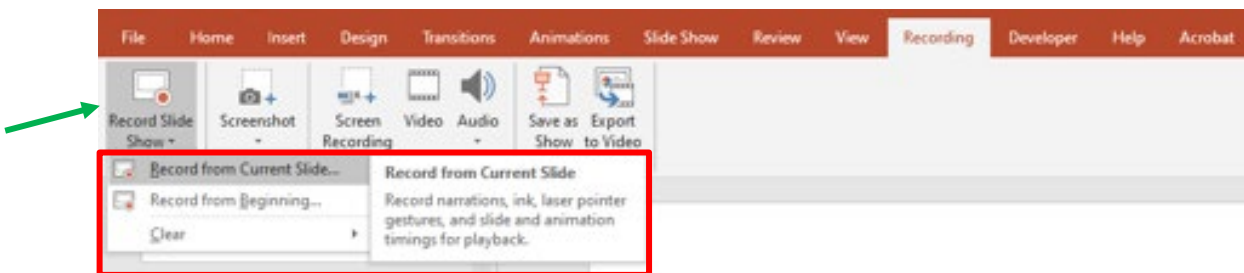 File Home Insert Design Transitions Animations Slide Show Review View Recording Developer Help Acrobat
Record Slide Show
Screenshot
Screen Recording
Video
Audio
Save as Show
Export to Video
Record from Current Slide...
Record from Beginning...
Clear
Record from Current Slide
Record narrations, ink, laser pointer
gestures, and slide and animation
timings for playback.